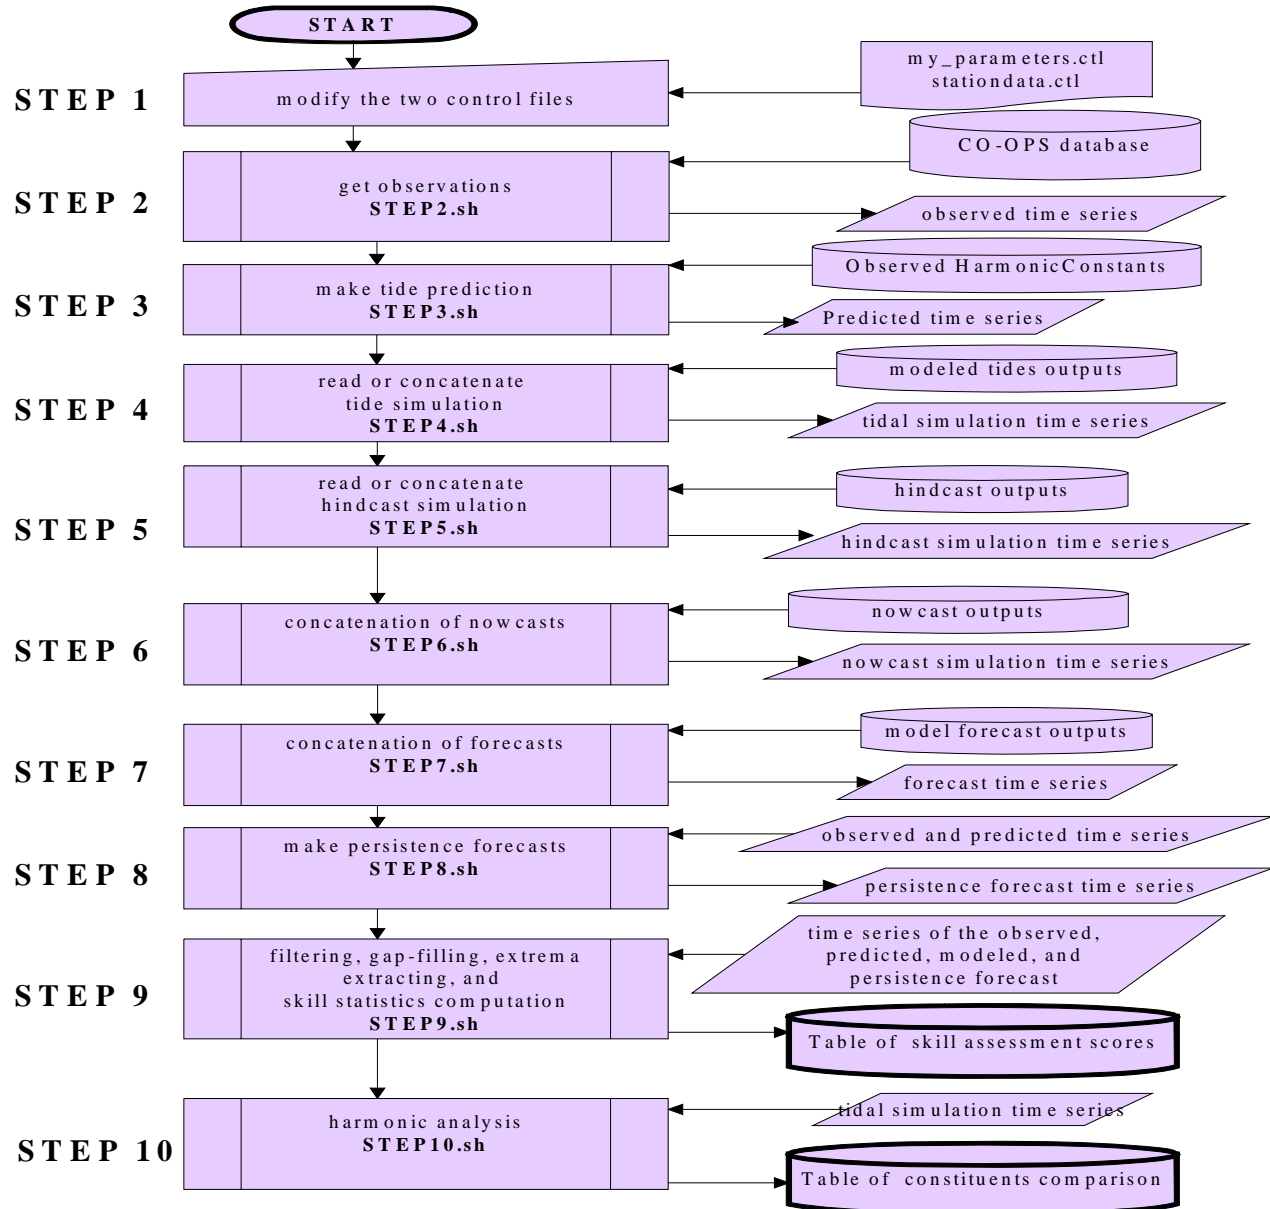 START
STEP 1
modify the two control files
my_parameters.ctl
stationdata.ctl
STEP 2
get observations
STEP2.sh
CO-OPS database
observed time series
STEP 3
make tide prediction
STEP3.sh
Observed HarmonicConstants
Predicted time series
STEP 4
read or concatenate
tide simulation
STEP4.sh
modeled tides outputs
tidal simulation time series
STEP 5
read or concatenate
hindcast simulation
STEP5.sh
hindcast outputs
hindcast simulation time series
STEP 6
concatenation of nowcasts
STEP6.sh
nowcast outputs
nowcast simulation time series
STEP 7
concatenation of forecasts
STEP7.sh
model forecast outputs
forecast time series
STEP 8
make persistence forecasts
STEP8.sh
observed and predicted time series
persistence forecast time series
STEP 9
filtering, gap-filling, extrema
extracting, and
skill statistics computation
STEP9.sh
time series of the observed,
predicted, modeled, and
persistence forecast
Table of skill assessment scores
STEP 10
harmonic analysis
STEP10.sh
tidal simulation time series
Table of constituents comparison